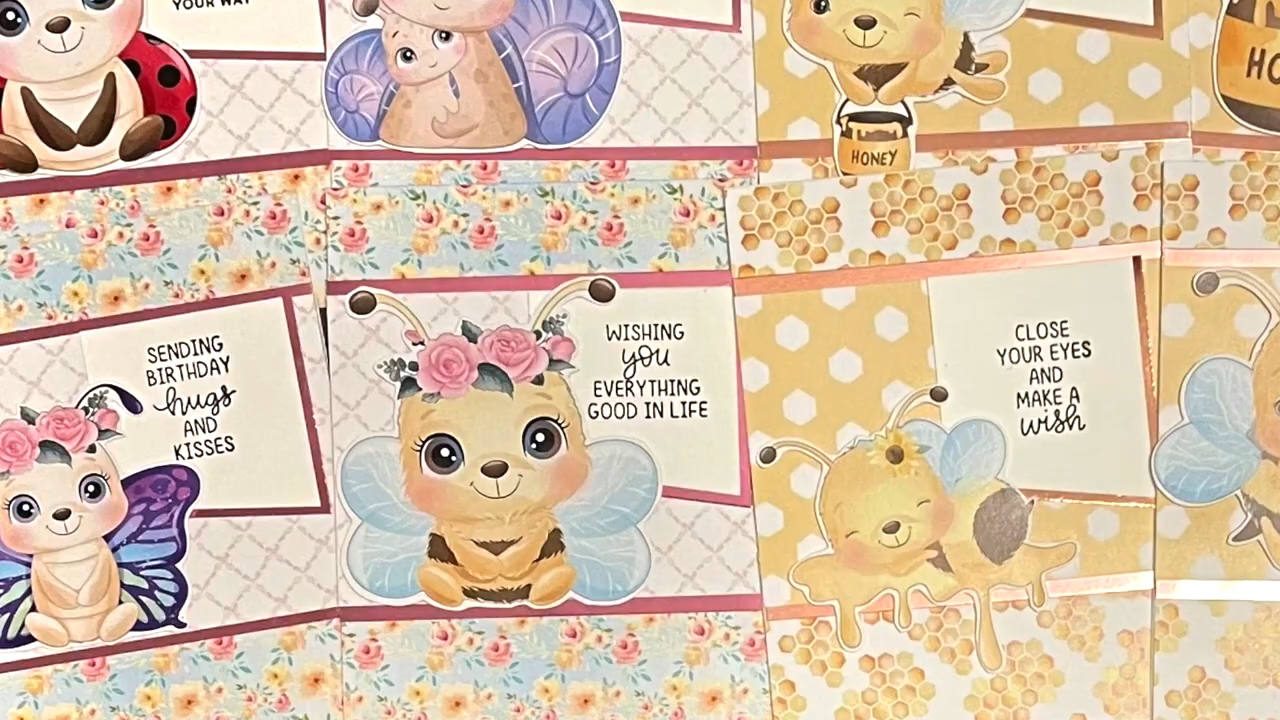 YOUR WAY
HONEY
HO
SENDING
BIRTHDAY
hugs
AND
KISSES
WISHING
you
EVERYTHING
GOOD IN LIFE
CLOSE
YOUR EYES
AND
MAKE A
wish